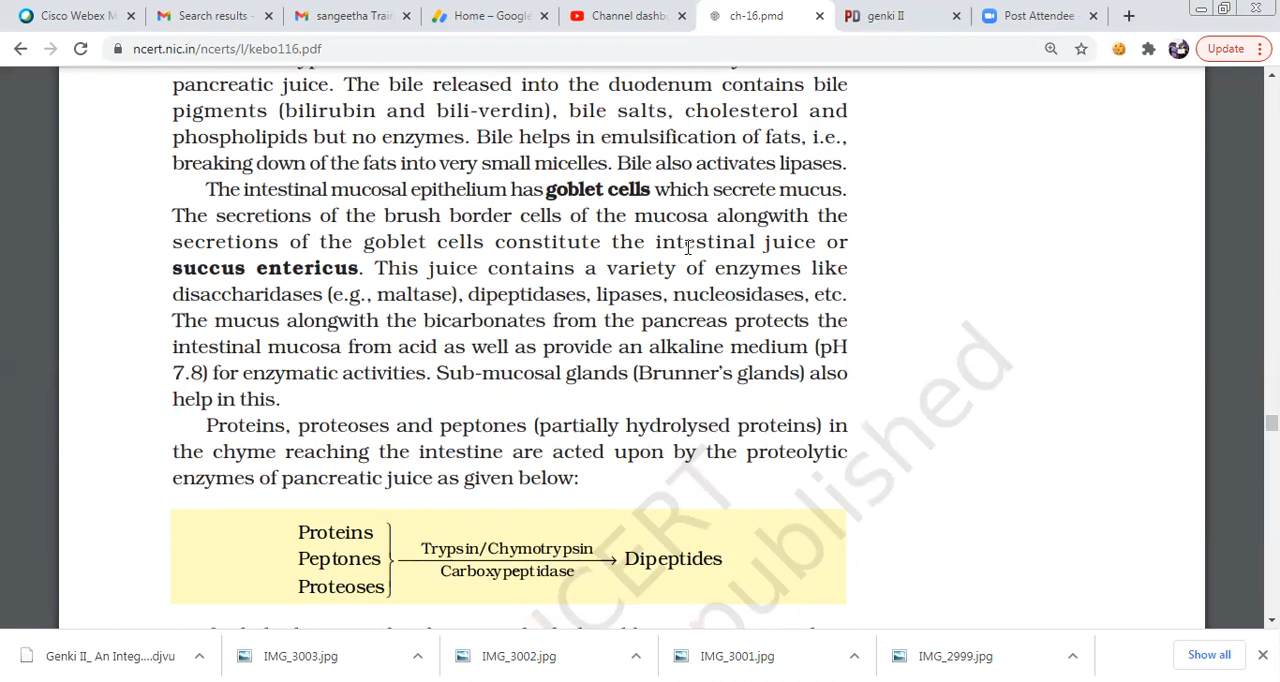 Cisco Webex M
Search results -
sangeetha Trai
Home – Google
Channel dashb
ch-16.pmd
genki II
Post Attendee -
ncert.nic.in/ncerts/l/kebo116.pdf
Update
pancreatic juice. The bile released into the duodenum contains bile
pigments (bilirubin and bili-verdin), bile salts, cholesterol and
phospholipids but no enzymes. Bile helps in emulsification of fats, i.e.,
breaking down of the fats into very small micelles. Bile also activates lipases.
The intestinal mucosal epithelium has goblet cells which secrete mucus.
The secretions of the brush border cells of the mucosa alongwith the
secretions of the goblet cells constitute the intestinal juice or
succus entericus. This juice contains a variety of enzymes like
disaccharidases (e.g., maltase), dipeptidases, lipases, nucleosidases, etc.
The mucus alongwith the bicarbonates from the pancreas protects the
intestinal mucosa from acid as well as provide an alkaline medium (pH
7.8) for enzymatic activities. Sub-mucosal glands (Brunner's glands) also
help in this.
Proteins, proteoses and peptones (partially hydrolysed proteins) in
the chyme reaching the intestine are acted upon by the proteolytic
enzymes of pancreatic juice as given below:
Proteins
Peptones
Proteoses
Trypsin/Chymotrypsin
Carboxypeptidase
Dipeptides
NCERT
published
Genki II_ An Integ....djvu
IMG_3003.jpg
IMG_3002.jpg
IMG_3001.jpg
IMG_2999.jpg
Show all